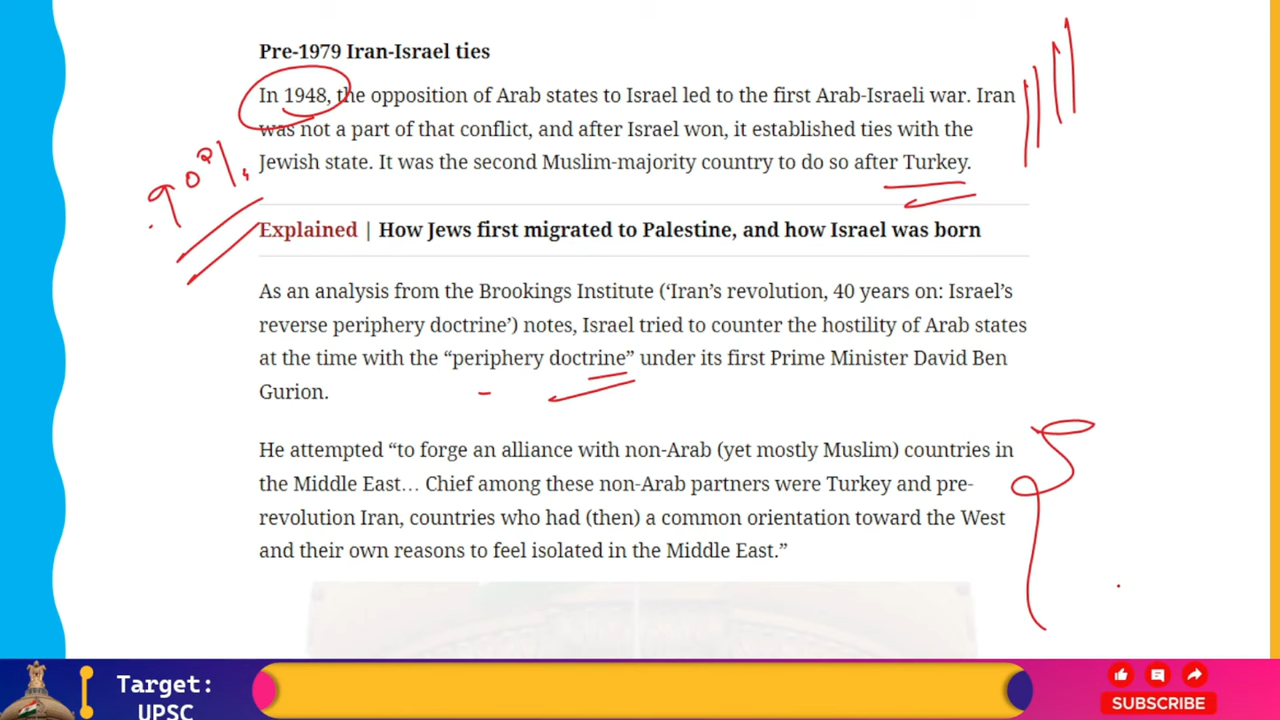 Pre-1979 Iran-Israel ties
In 1948, the opposition of Arab states to Israel led to the first Arab-Israeli war. Iran
was not a part of that conflict, and after Israel won, it established ties with the
Jewish state. It was the second Muslim-majority country to do so after Turkey.
90%
Explained | How Jews first migrated to Palestine, and how Israel was born
As an analysis from the Brookings Institute (‘Iran’s revolution, 40 years on: Israel’s
reverse periphery doctrine’) notes, Israel tried to counter the hostility of Arab states
at the time with the “periphery doctrine” under its first Prime Minister David Ben
Gurion.
He attempted “to forge an alliance with non-Arab (yet mostly Muslim) countries in
the Middle East… Chief among these non-Arab partners were Turkey and pre-
revolution Iran, countries who had (then) a common orientation toward the West
and their own reasons to feel isolated in the Middle East.”
Target:
UPSC
SUBSCRIBE